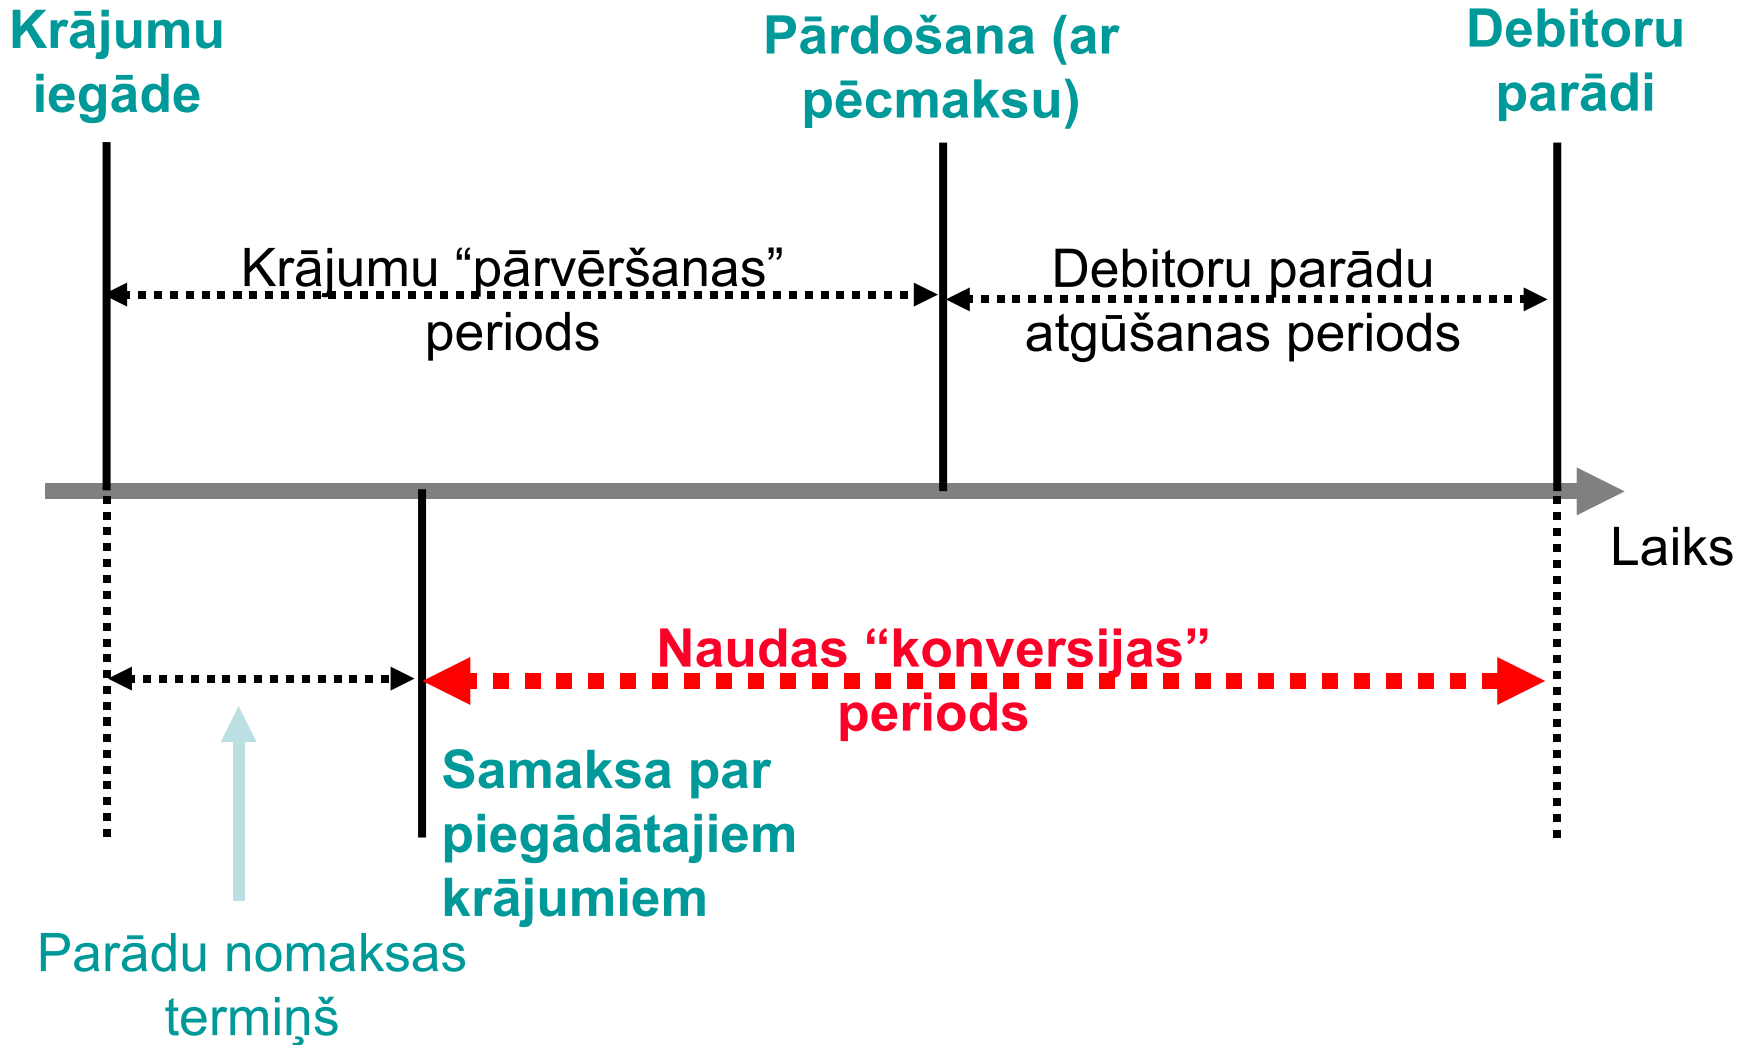 Krājumu
iegāde
Pārdošana (ar
pēcmaksu)
Debitoru
parādi
Krājumu “pārvēršanas”
periods
Debitoru parādu
atgūšanas periods
Laiks
Naudas “konversijas”
periods
Samaksa par
piegādātajiem
krājumiem
Parādu nomaksas
termiņš